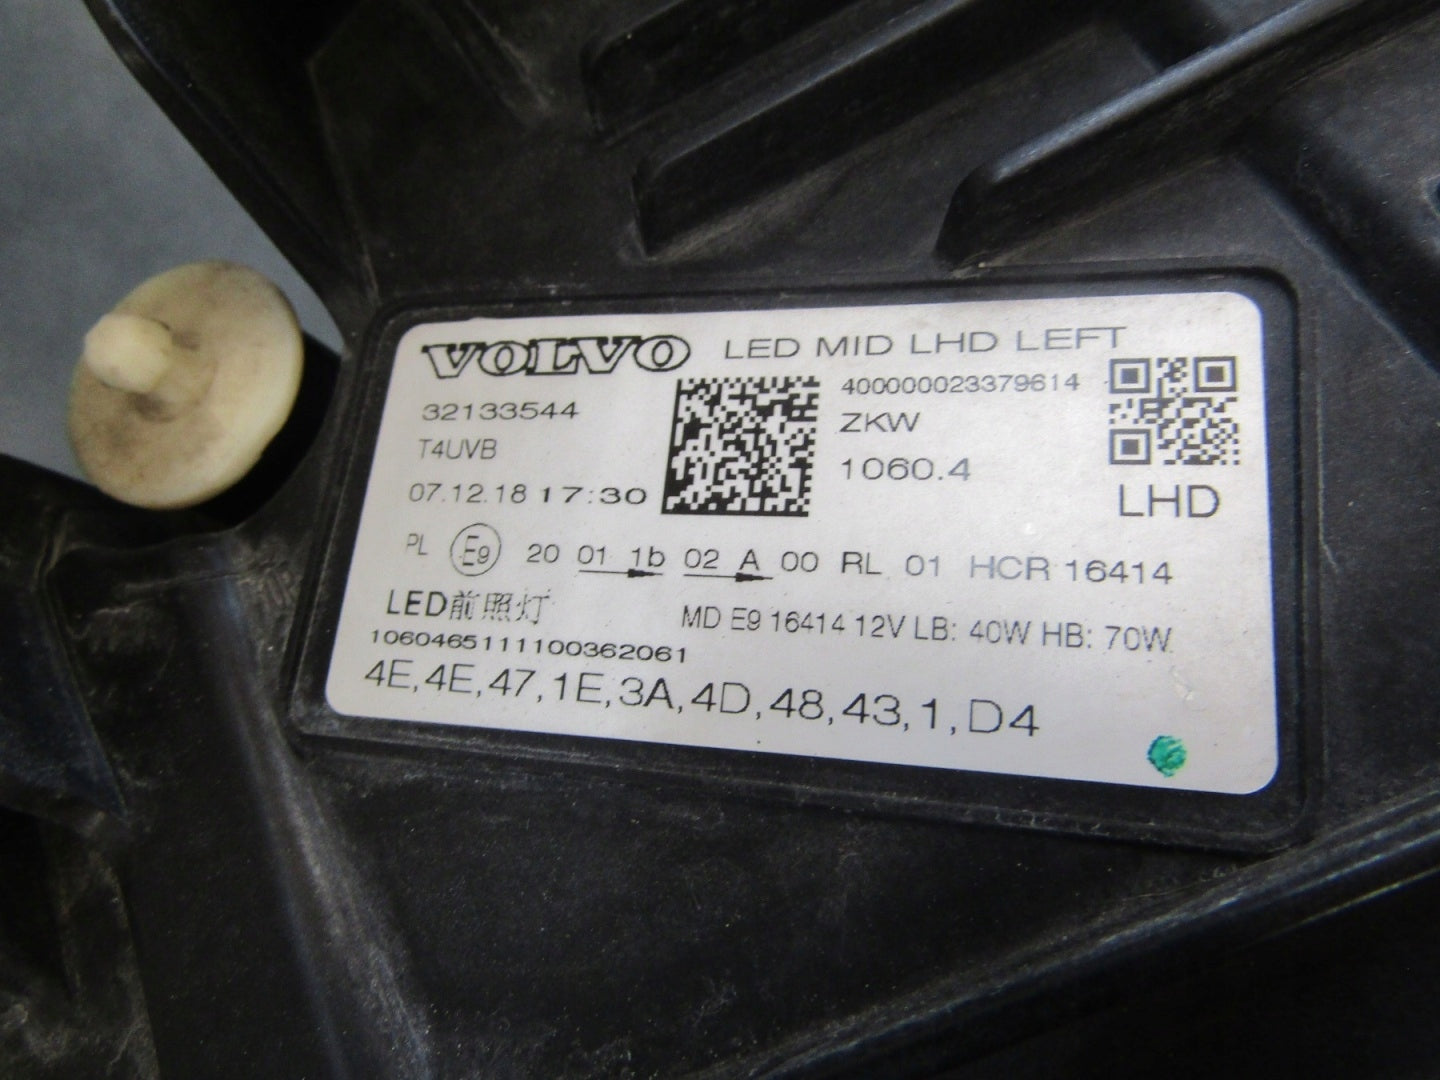 VOLVO LED MID LHD LEFT
32133544
400000023379614
T4UVB
ZKW
07.12.18 17:30
1060.4
LHD
PL E9 20 01 1b 02 A 00 RL 01 HCR 16414
LED前照灯
MD E9 16414 12V LB: 40W HB: 70W
1060465111100362061
4E,4E,47,1E,3A,4D,48,43,1,D4